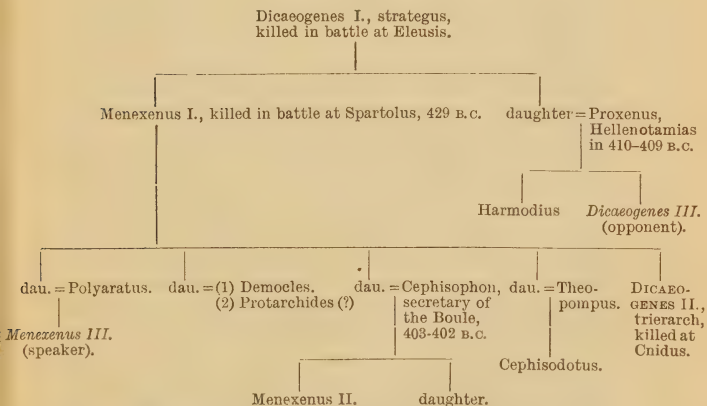 Dicaeogenes I., strategus,
killed in battle at Eleusis.
Menexenus I., killed in battle at Spartolus, 429 B.C.
daughter = Proxenus,
Hellenotamias
in 410-409 B.C.
Harmodius
Dicaeogenes III.
(opponent).
dau. = Polyaratus.
Menexenus III.
(speaker).
dau. = (1) Democles.
(2) Protarchides (?)
dau. = Cephisophon,
secretary of
the Boule,
403-402 B.C.
Menexenus II.
daughter.
dau. = Theo-
pompus.
Cephisodotus.
DICAEO-
GENES II.,
trierarch,
killed at
Cnidus.